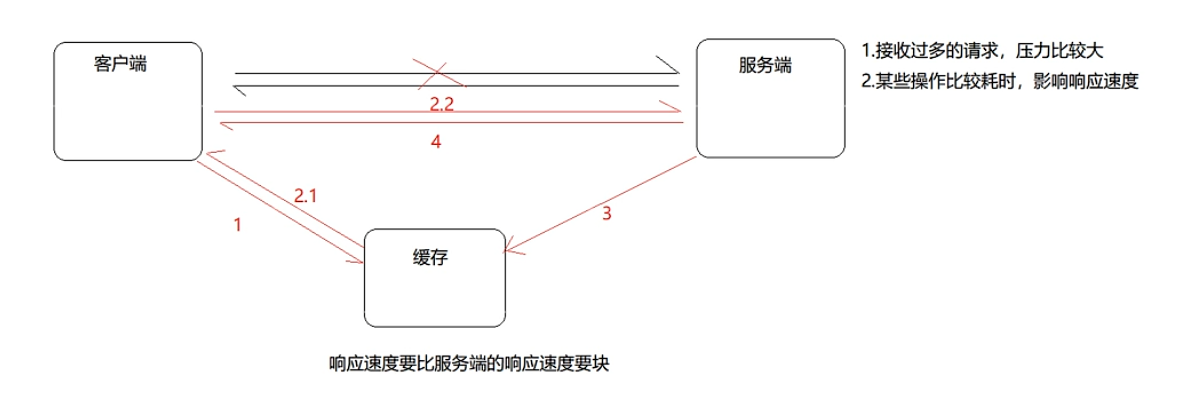 客户端
服务端
1.接收过多的请求，压力比较大
2.某些操作比较耗时，影响响应速度
2.2
4
2.1
1
3
缓存
响应速度要比服务端的响应速度要块